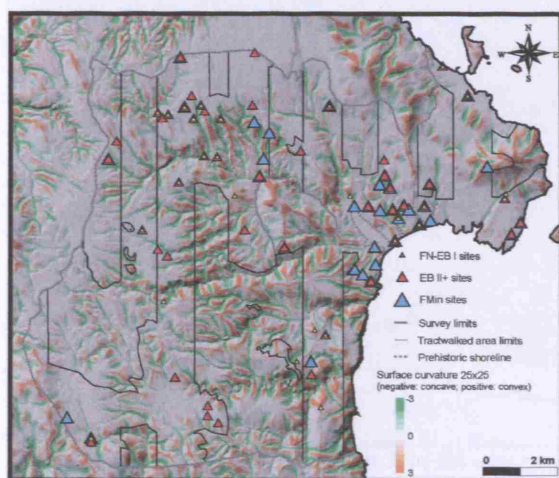 N
W E
S
FN-EB I sites
EB II+ sites
FMin sites
Survey limits
Tractwalked area limits
Prehistoric shoreline
Surface curvature 25x25
(negative: concave; positive: convex)
-3
0
3
0 2 km